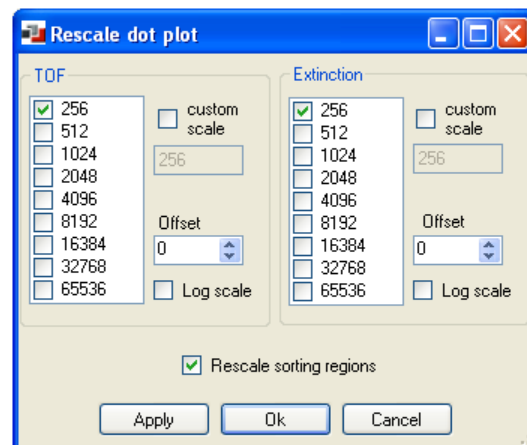 Rescale dot plot
TOF
256
512
1024
2048
4096
8192
16384
32768
65536
custom
scale
256
Offset
0
Log scale
Extinction
256
512
1024
2048
4096
8192
16384
32768
65536
custom
scale
256
Offset
0
Log scale
Rescale sorting regions
Apply
Ok
Cancel